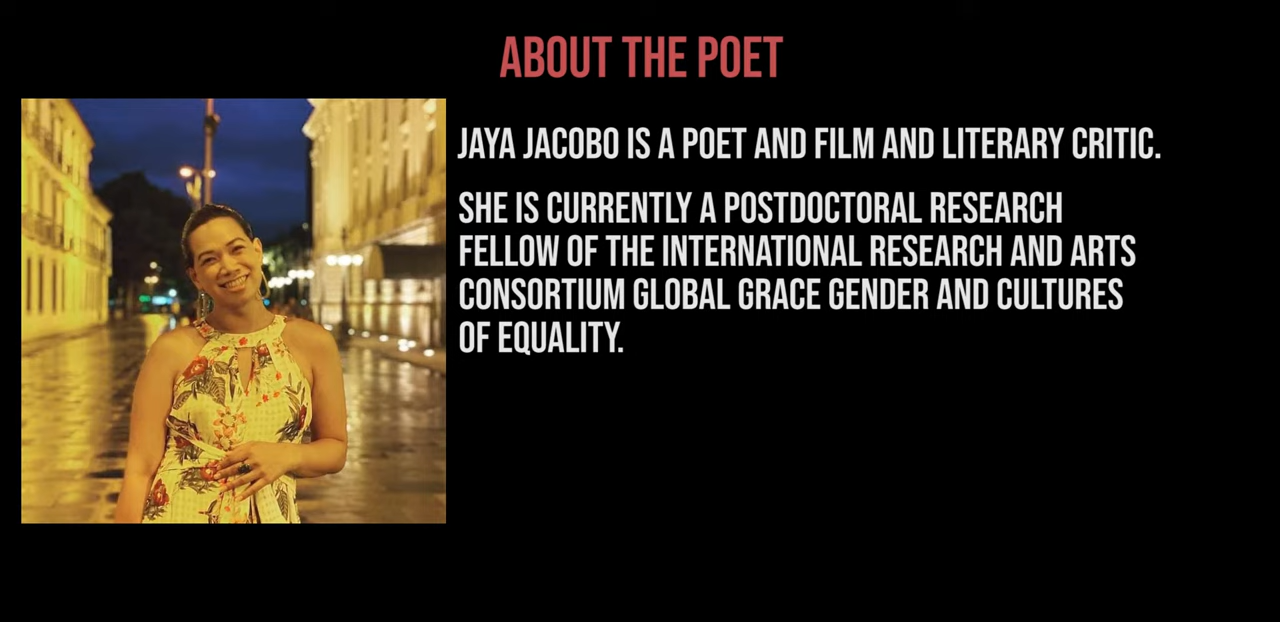 ABOUT THE POET
JAYA JACOBO IS A POET AND FILM AND LITERARY CRITIC.
SHE IS CURRENTLY A POSTDOCTORAL RESEARCH
FELLOW OF THE INTERNATIONAL RESEARCH AND ARTS
CONSORTIUM GLOBAL GRACE GENDER AND CULTURES
OF EQUALITY.